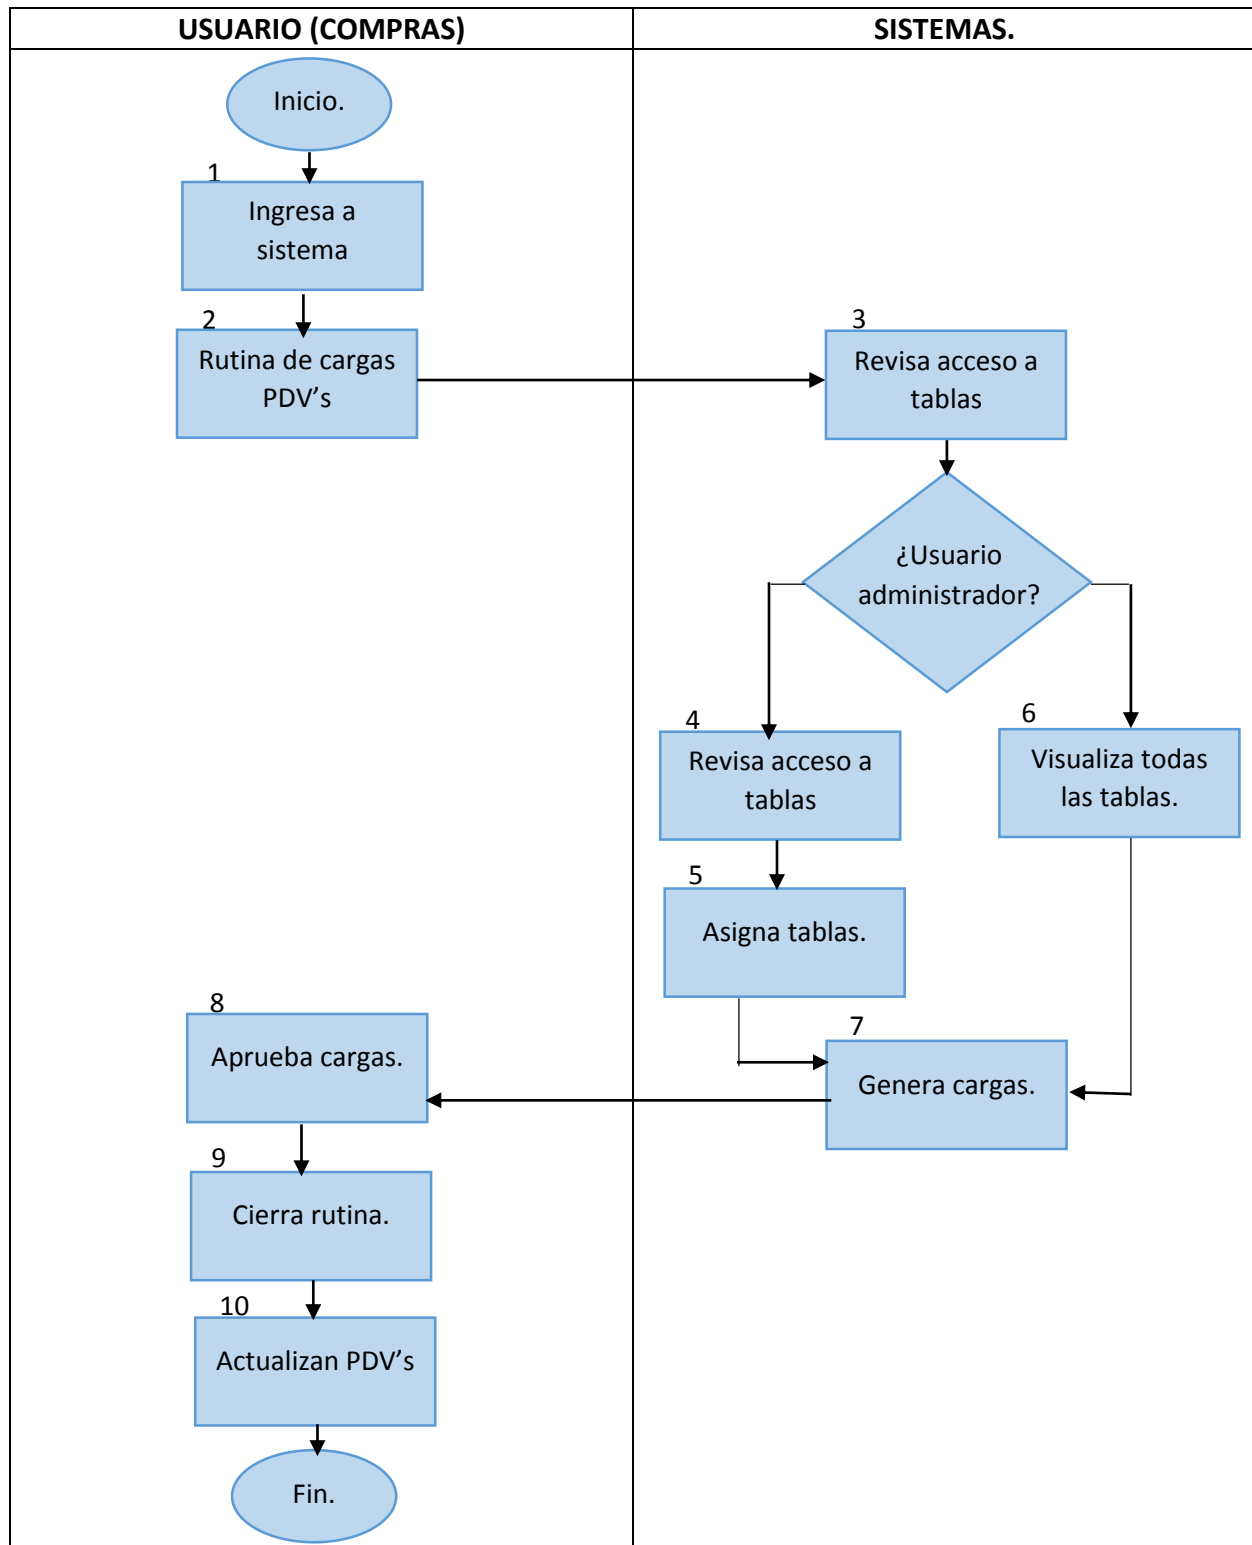 USUARIO (COMPRAS)
SISTEMAS.
Inicio.
1
Ingresa a
sistema
2
Rutina de cargas
PDV’s
3
Revisa acceso a
tablas
¿Usuario
administrador?
4
Revisa acceso a
tablas
6
Visualiza todas
las tablas.
5
Asigna tablas.
7
Genera cargas.
8
Aprueba cargas.
9
Cierra rutina.
10
Actualizan PDV’s
Fin.